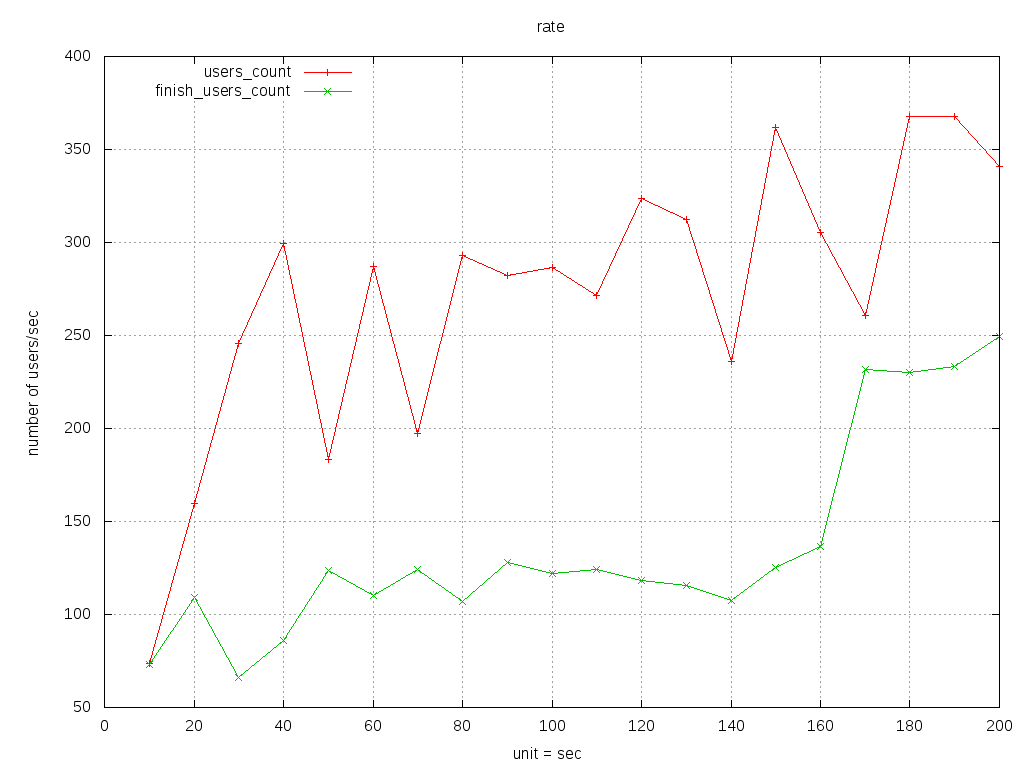 rate
users_count
finish_users_count
400
350
300
250
200
150
100
50
number of users/sec
0 20 40 60 80 100 120 140 160 180 200
unit = sec